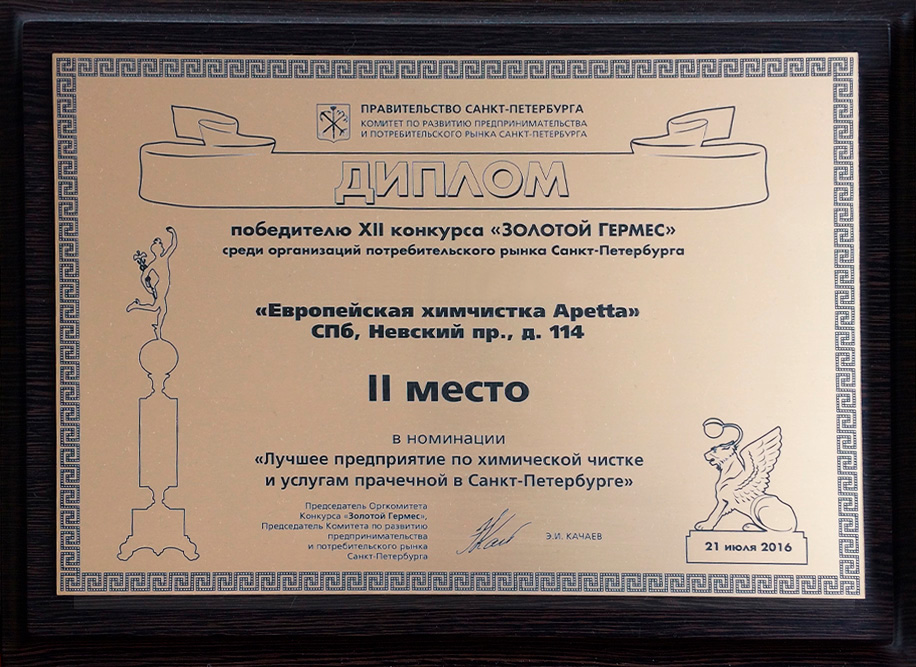 ПРАВИТЕЛЬСТВО САНКТ-ПЕТЕРБУРГА
КОМИТЕТ ПО РАЗВИТИЮ ПРЕДПРИНИМАТЕЛЬСТВА
И ПОТРЕБИТЕЛЬСКОГО РЫНКА САНКТ-ПЕТЕРБУРГА
ДИПЛОМ
победителю XII конкурса «ЗОЛОТОЙ ГЕРМЕС»
среди организаций потребительского рынка Санкт-Петербурга
«Европейская химчистка Apetta»
СПб, Невский пр., д. 114
II место
в номинации
«Лучшее предприятие по химической чистке
и услугам прачечной в Санкт-Петербурге»
Председатель Оргкомитета
Конкурса «Золотой Гермес»,
Председатель Комитета по развитию
предпринимательства
и потребительского рынка
Санкт-Петербурга
Э.И. КАЧАЕВ
21 июля 2016